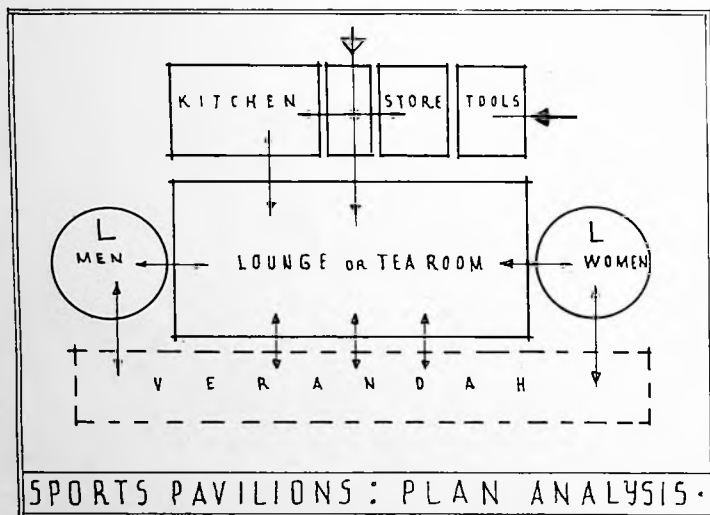 KITCHEN STORE TOOLS
L L
MEN LOUNGE OR TEA ROOM WOMEN
VERANDAH
SPORTS PAVILIONS: PLAN ANALYSIS.